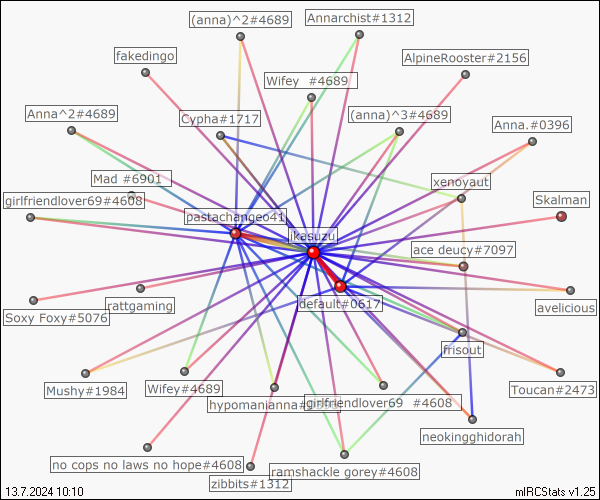 (anna)^2#4689
Annarchist#1312
fakedingo
AlpineRooster#2156
Wifey #4689
Anna^2#4689
Cypha#1717
(anna)^3#4689
Anna.#0396
Mad #6901
xenoyaut
girlfriendlover69#4608
pastachange041
Skalman
jkasuzu
ace deucy#7097
rattgaming
default#0617
avelicious
Soxy Foxy#5076
frisout
Mushy#1984
Wifey#4689
Toucan#2473
girlfriendlover69 #4608
neokingghidorah
no cops no laws no hope#4608
ramshackle gorey#4608
zibbits#1312
13.7.2024 10:10
mIRCStats v1.25